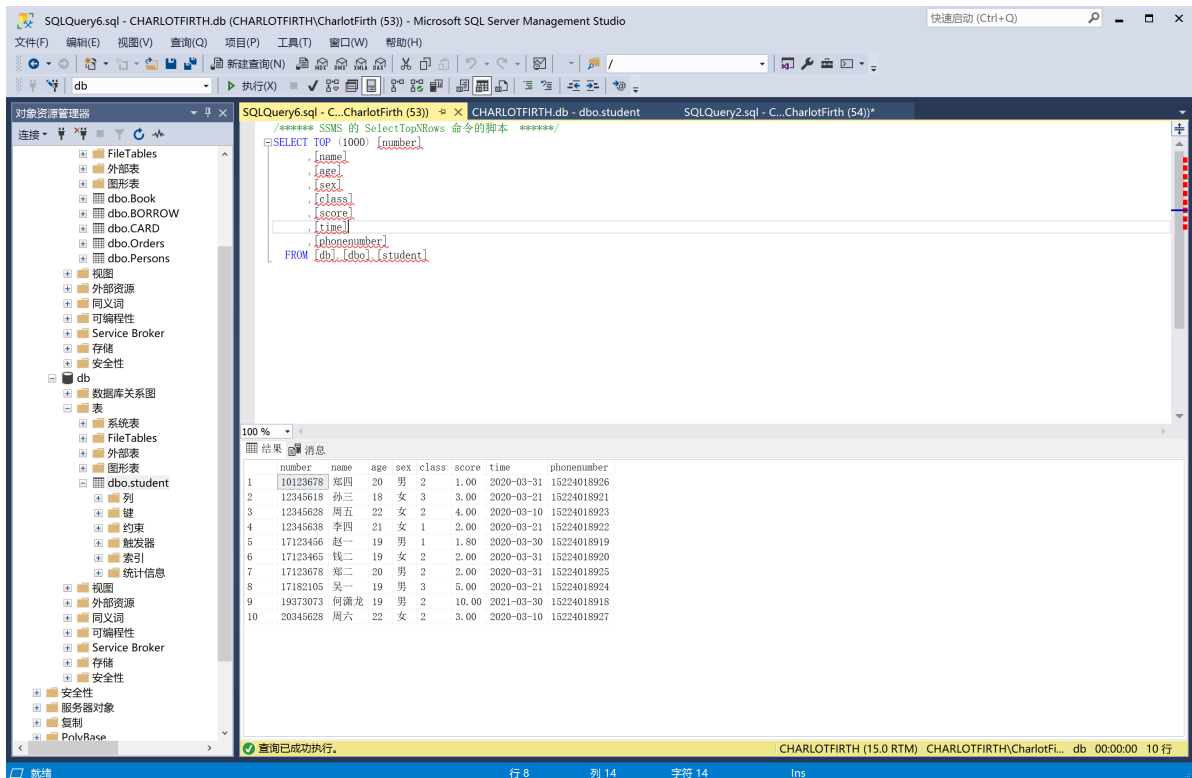 SQLQuery6.sql - CHARLOTFIRTH.db (CHARLOTFIRTH\CharlotFirth (53)) - Microsoft SQL Server Management Studio
快速启动 (Ctrl+Q)
文件(F) 编辑(E) 视图(V) 查询(Q) 项目(P) 工具(T) 窗口(W) 帮助(H)
新建查询(N) MDX DMX XMLA DAX /
db 执行(X)
对象资源管理器
连接
FileTables
外部表
图形表
dbo.Book
dbo.BORROW
dbo.CARD
dbo.Orders
dbo.Persons
视图
外部资源
同义词
可编程性
Service Broker
存储
安全性
db
数据库关系图
表
系统表
FileTables
外部表
图形表
dbo.student
列
键
约束
触发器
索引
统计信息
视图
外部资源
同义词
可编程性
Service Broker
存储
安全性
安全性
服务器对象
复制
PolyBase
SQLQuery6.sql - C...CharlotFirth (53)) CHARLOTFIRTH.db - dbo.student SQLQuery2.sql - C...CharlotFirth (54))*
/****** SSMS 的 SelectTopNRows 命令的脚本 ******/
SELECT TOP (1000) [number]
,[name]
,[age]
,[sex]
,[class]
,[score]
,[time]
,[phonenumber]
FROM [db].[dbo].[student]
100 %
结果 消息
number name age sex class score time phonenumber
1 10123678 郑四 20 男 2 1.00 2020-03-31 15224018926
2 12345618 孙三 18 女 3 3.00 2020-03-21 15224018921
3 12345628 周五 22 女 2 4.00 2020-03-10 15224018923
4 12345638 李四 21 女 1 2.00 2020-03-21 15224018922
5 17123456 赵一 19 男 1 1.80 2020-03-30 15224018919
6 17123465 钱二 19 女 2 2.00 2020-03-31 15224018920
7 17123678 郑二 20 男 2 2.00 2020-03-31 15224018925
8 17182105 吴一 19 男 3 5.00 2020-03-21 15224018924
9 19373073 何潇龙 19 男 2 10.00 2021-03-30 15224018918
10 20345628 周六 22 女 2 3.00 2020-03-10 15224018927
查询已成功执行。 CHARLOTFIRTH (15.0 RTM) CHARLOTFIRTH\CharlotFi... db 00:00:00 10 行
就绪 行 8 列 14 字符 14 Ins